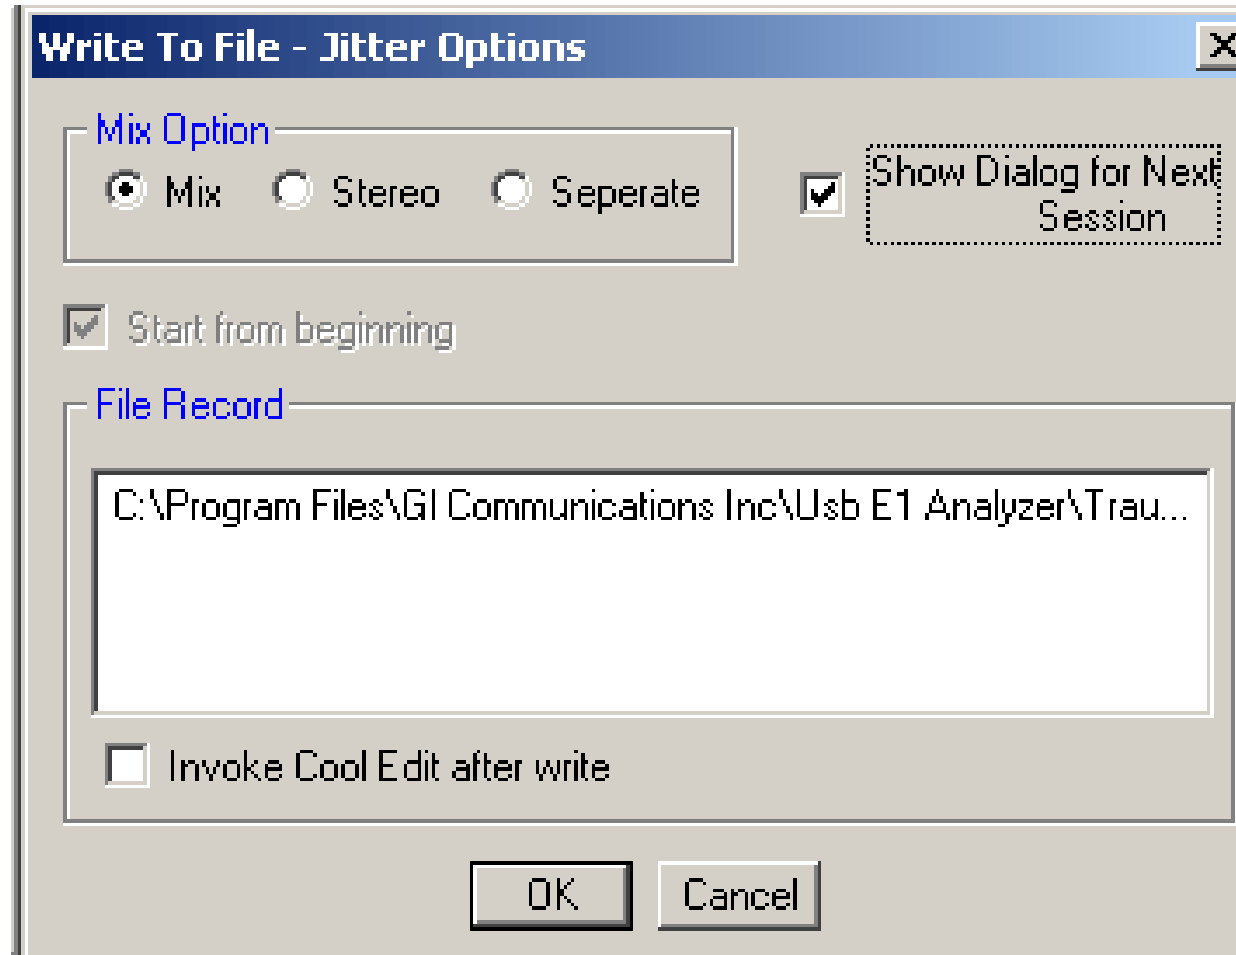 Write To File - Jitter Options
Mix Option
Mix Stereo Seperate
Show Dialog for Next
Session
Start from beginning
File Record
C:\Program Files\Gl Communications Inc\Usb E1 Analyzer\Trau...
Invoke Cool Edit after write
OK Cancel